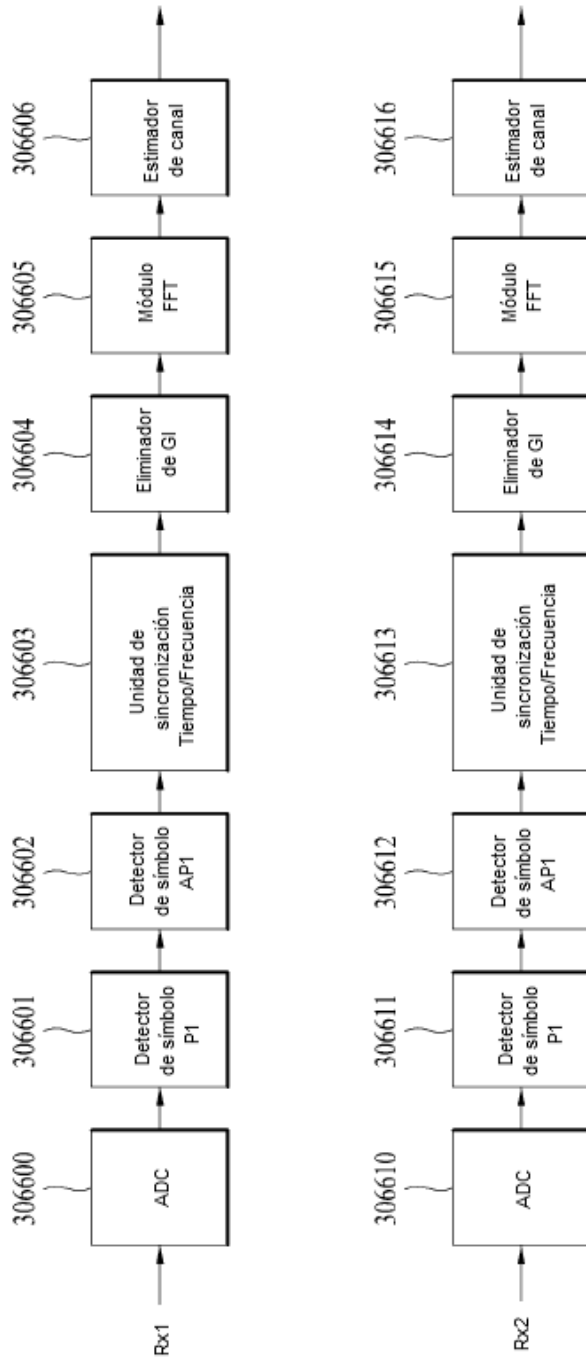 306600
306601
306602
306603
306604
306605
306606
Rx1
ADC
Detector
de símbolo
P1
Detector
de símbolo
AP1
Unidad de
sincronización
Tiempo/Frecuencia
Eliminador
de GI
Módulo
FFT
Estimador
de canal
306610
306611
306612
306613
306614
306615
306616
Rx2
ADC
Detector
de símbolo
P1
Detector
de símbolo
AP1
Unidad de
sincronización
Tiempo/Frecuencia
Eliminador
de GI
Módulo
FFT
Estimador
de canal